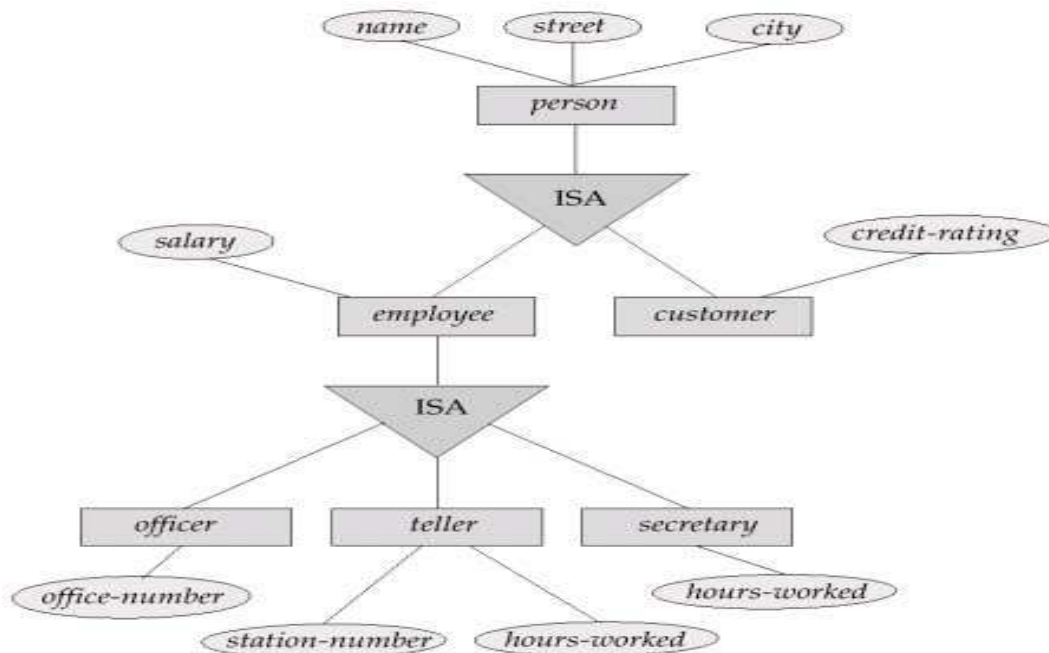 name
street
city
person
ISA
salary
credit-rating
employee
customer
ISA
officer
teller
secretary
office-number
hours-worked
station-number
hours-worked